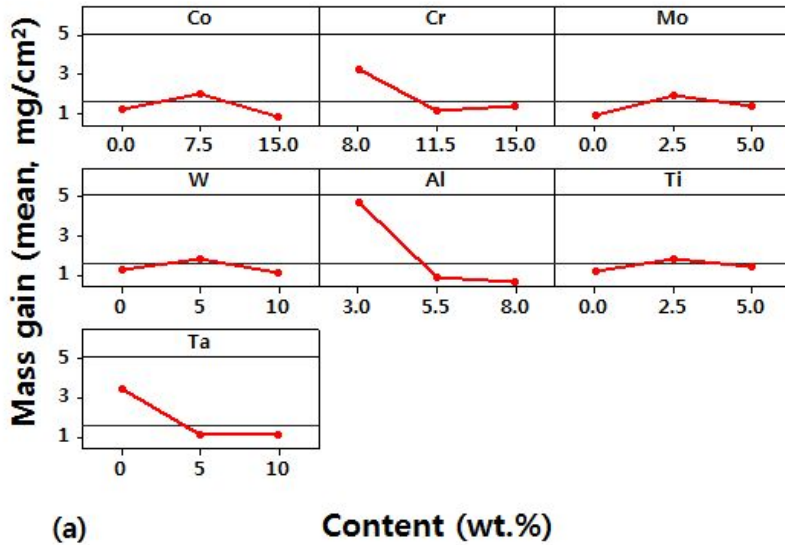 Mass gain (mean, mg/cm²)
Co Cr Mo
5
3
1
0.0 7.5 15.0 8.0 11.5 15.0 0.0 2.5 5.0
W Al Ti
5
3
1
0 5 10 3.0 5.5 8.0 0.0 2.5 5.0
Ta
5
3
1
0 5 10
(a) Content (wt.%)